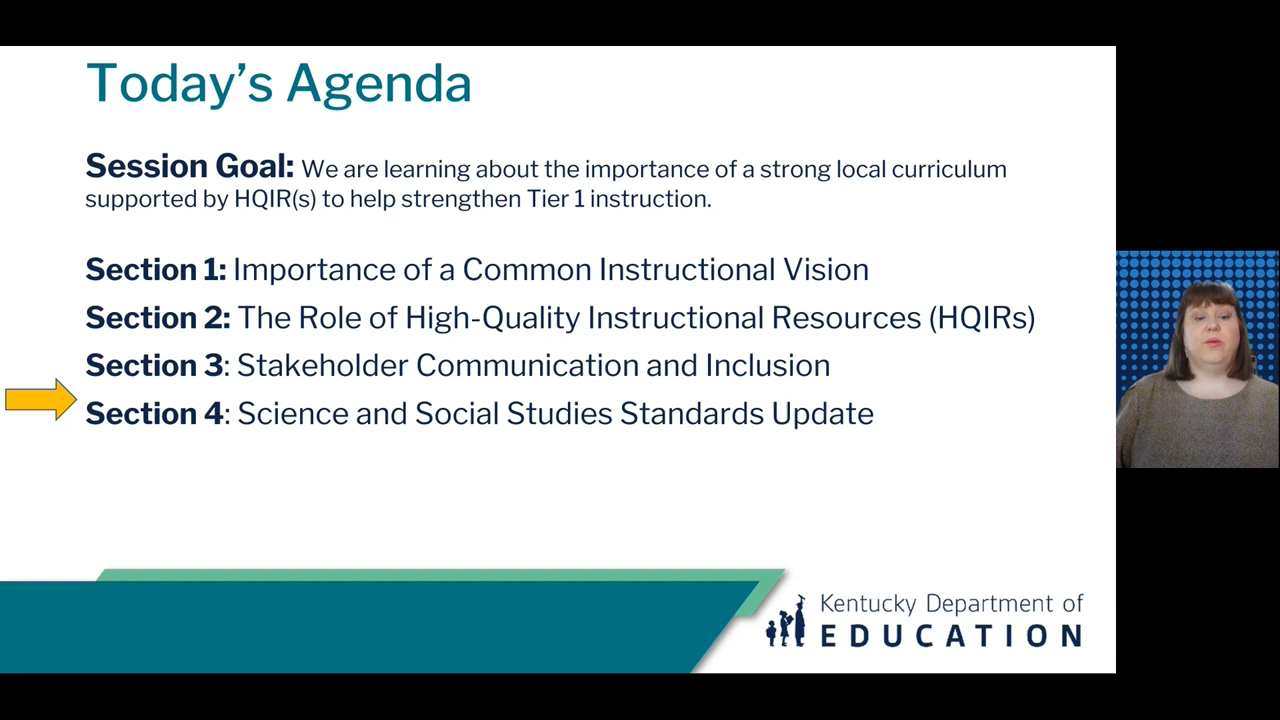 Today's Agenda
Session Goal: We are learning about the importance of a strong local curriculum
supported by HQIR(s) to help strengthen Tier 1 instruction.
Section 1: Importance of a Common Instructional Vision
Section 2: The Role of High-Quality Instructional Resources (HQIRs)
Section 3: Stakeholder Communication and Inclusion
Section 4: Science and Social Studies Standards Update
Kentucky Department of
EDUCATION